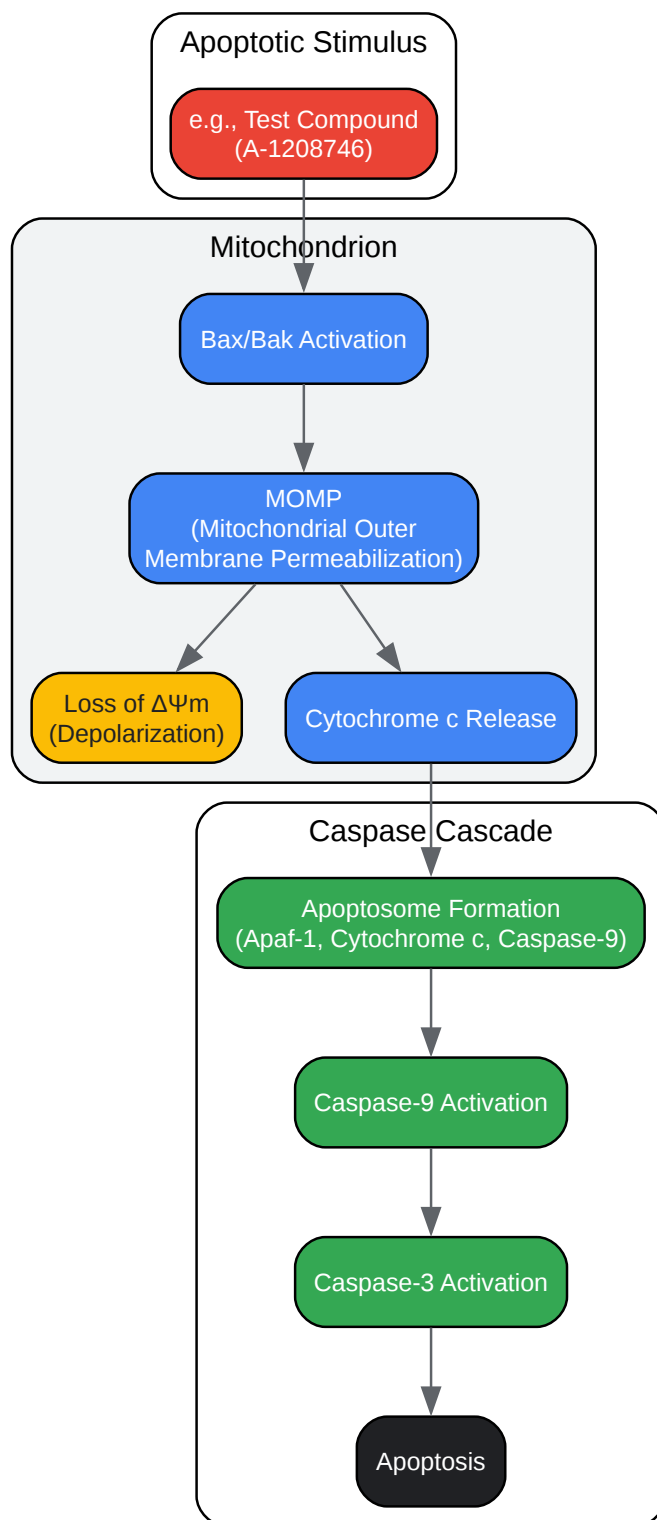 Apoptotic Stimulus
e.g., Test Compound
(A-1208746)
Mitochondrion
Bax/Bak Activation
MOMP
(Mitochondrial Outer
Membrane Permeabilization)
Loss of ΔΨm
(Depolarization)
Cytochrome c Release
Caspase Cascade
Apoptosome Formation
(Apaf-1, Cytochrome c, Caspase-9)
Caspase-9 Activation
Caspase-3 Activation
Apoptosis